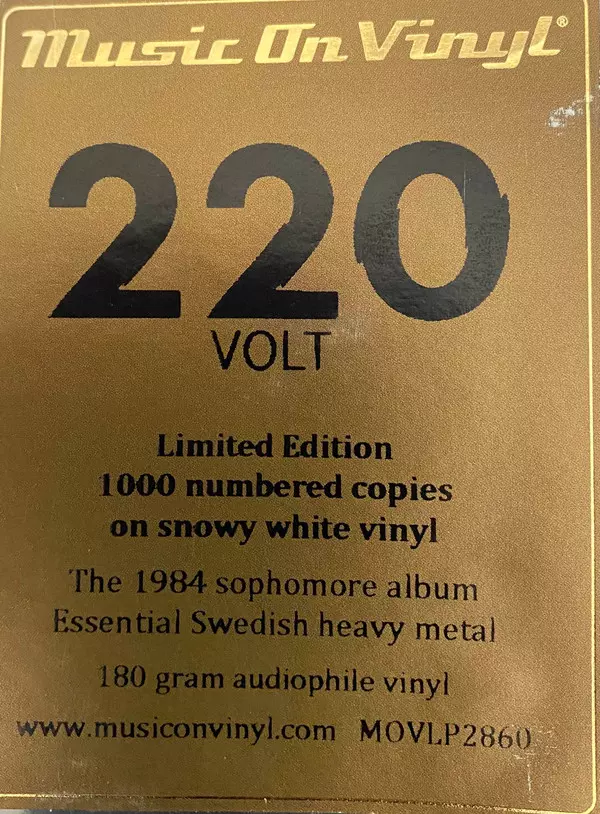 Music On Vinyl®
220
VOLT
Limited Edition
1000 numbered copies
on snowy white vinyl
The 1984 sophomore album
Essential Swedish heavy metal
180 gram audiophile vinyl
www.musiconvinyl.com MOVLP2860